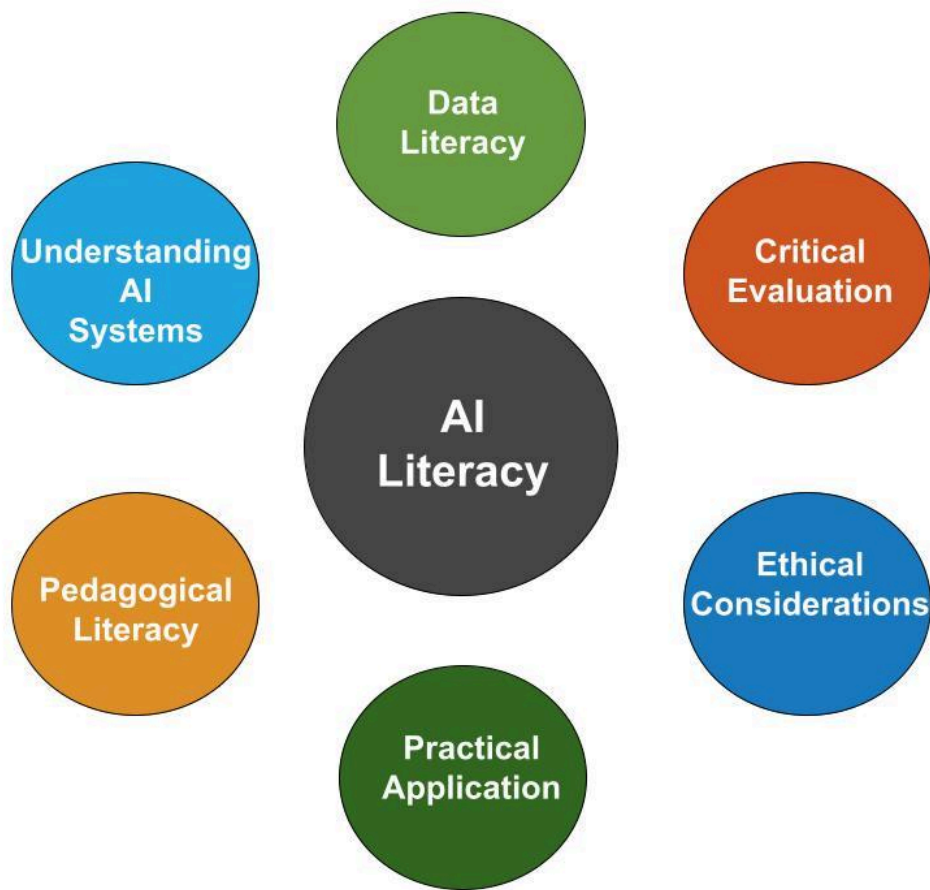 Data
Literacy
Understanding
AI
Systems
Critical
Evaluation
AI
Literacy
Pedagogical
Literacy
Ethical
Considerations
Practical
Application